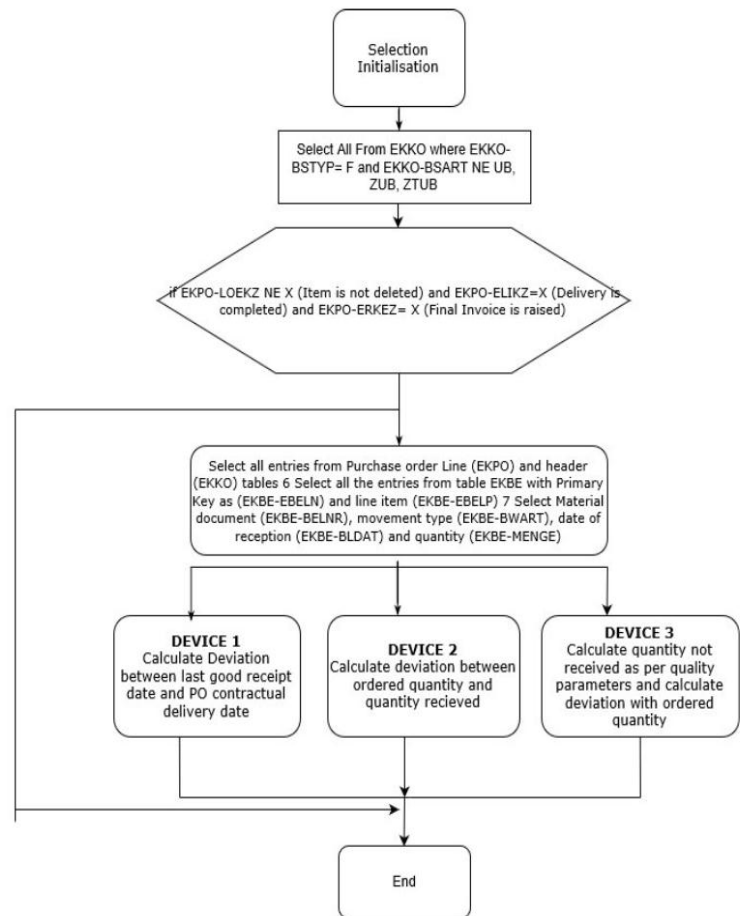 Selection
Initialisation
Select All From EKKO where EKKO-
BSTYP= F and EKKO-BSART NE UB,
ZUB, ZTUB
if EKPO-LOEKZ NE X (Item is not deleted) and EKPO-ELIKZ=X (Delivery is
completed) and EKPO-ERKEZ= X (Final Invoice is raised)
Select all entries from Purchase order Line (EKPO) and header
(EKKO) tables 6 Select all the entries from table EKBE with Primary
Key as (EKBE-EBELN) and line item (EKBE-EBELP) 7 Select Material
document (EKBE-BELNR), movement type (EKBE-BWART), date of
reception (EKBE-BLDAT) and quantity (EKBE-MENGE)
DEVICE 1
Calculate Deviation
between last good receipt
date and PO contractual
delivery date
DEVICE 2
Calculate deviation between
ordered quantity and
quantity recieved
DEVICE 3
Calculate quantity not
received as per quality
parameters and calculate
deviation with ordered
quantity
End